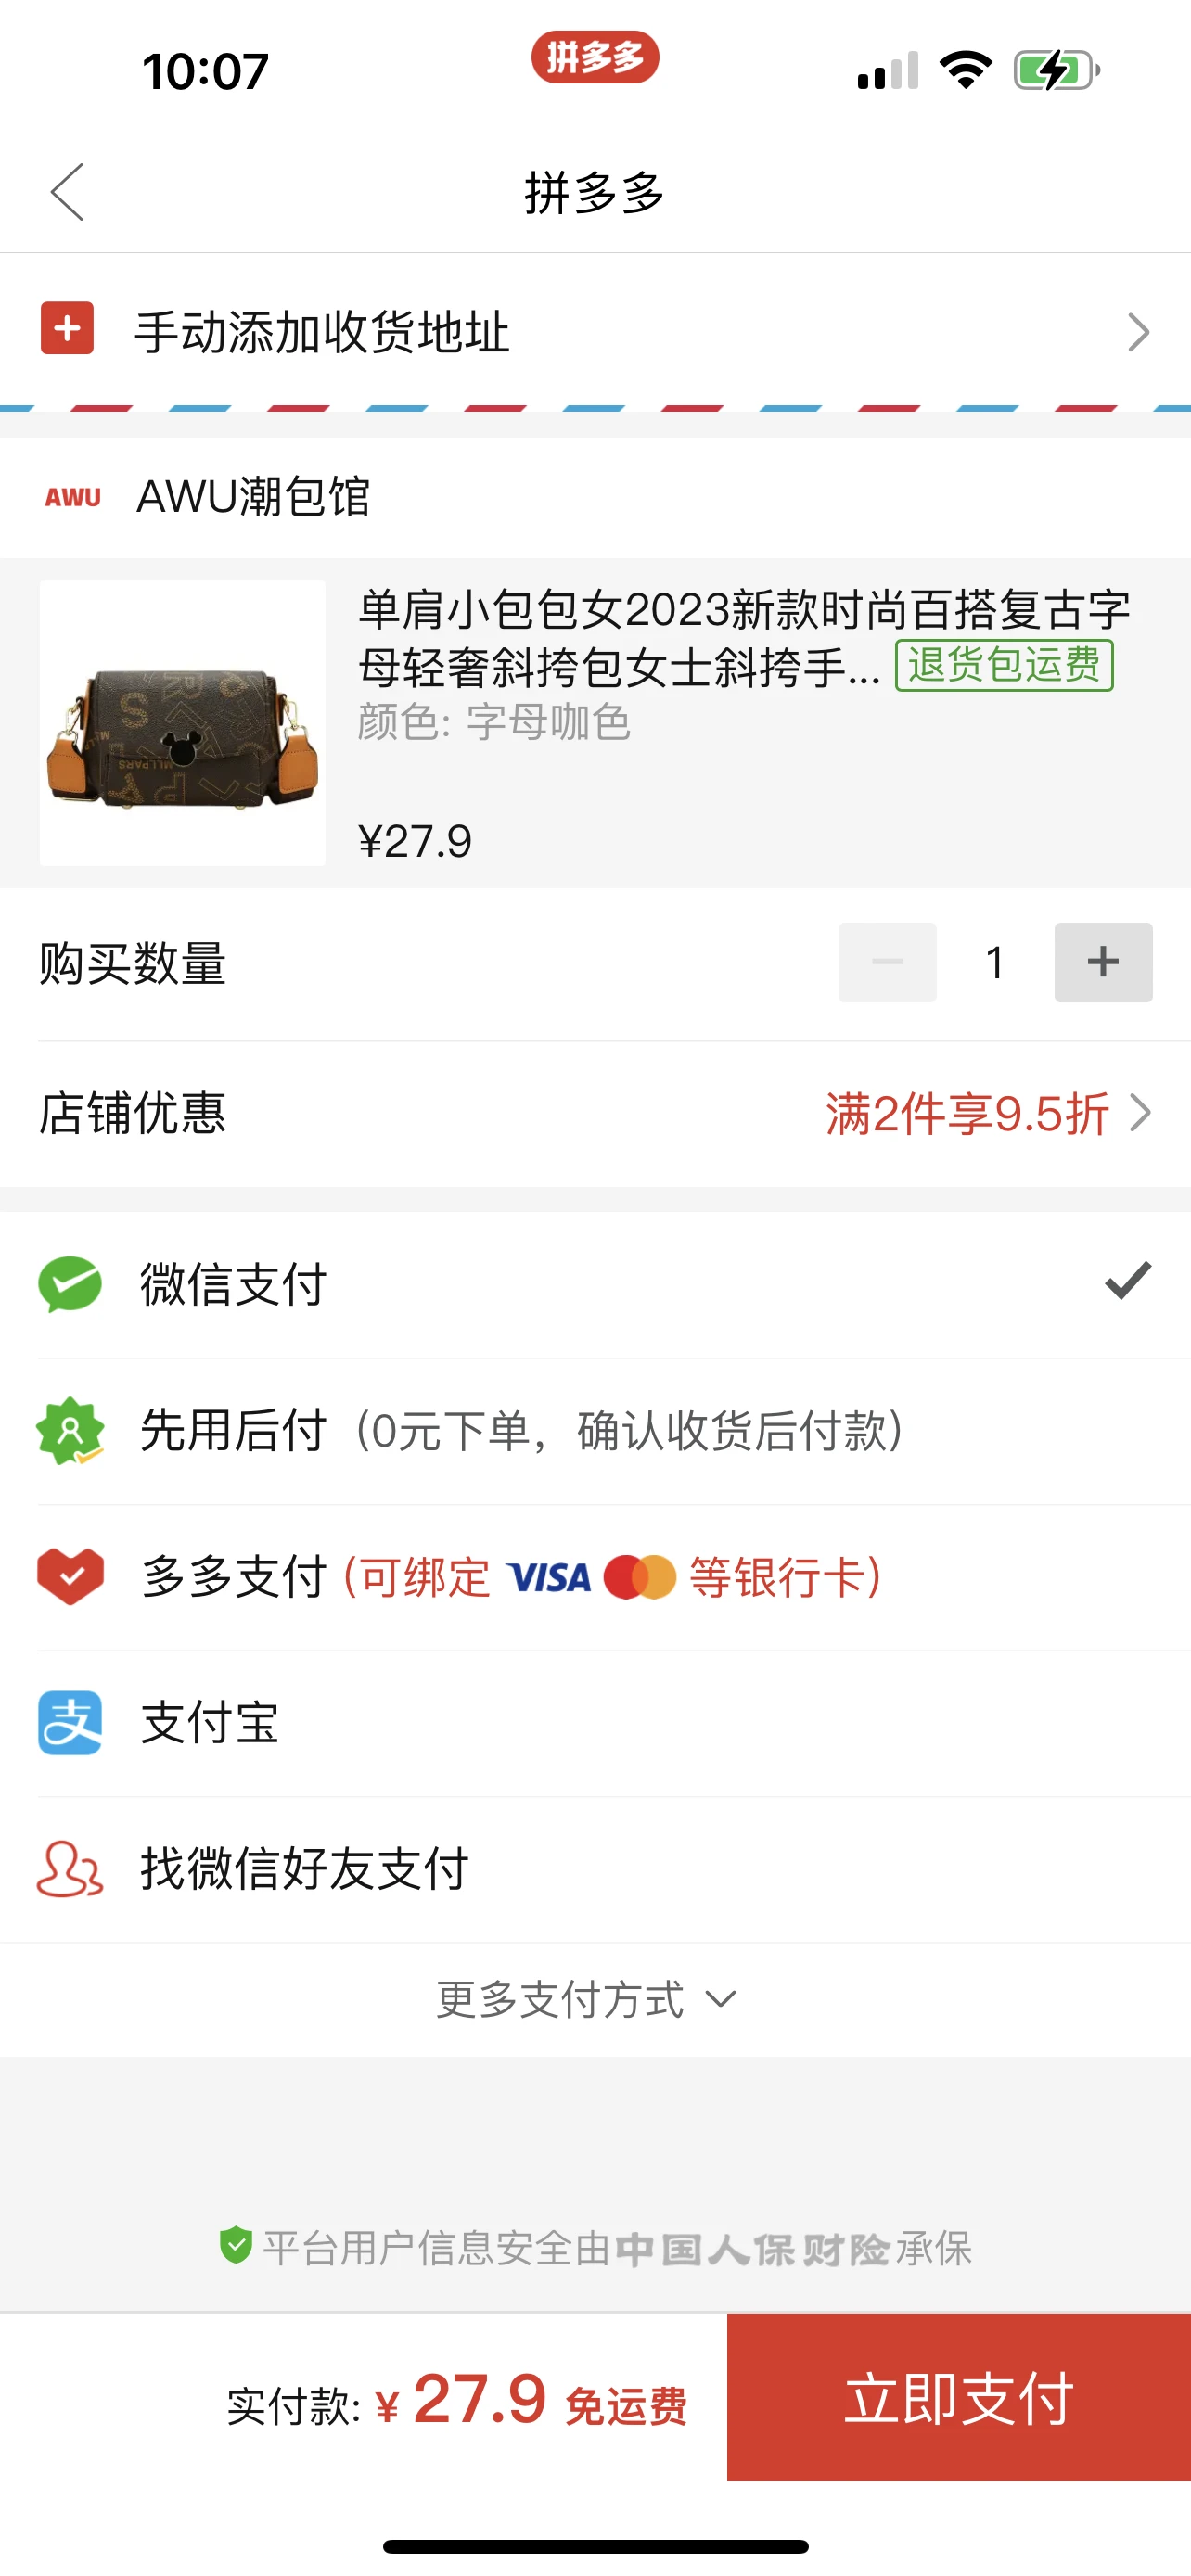 10:07
拼多多
拼多多
手动添加收货地址
AWU
AWU潮包馆
单肩小包包女2023新款时尚百搭复古字
母轻奢斜挎包女士斜挎手... 退货包运费
颜色: 字母咖色
¥27.9
购买数量
1
店铺优惠
满2件享9.5折
微信支付
先用后付 (0元下单，确认收货后付款)
多多支付 (可绑定 VISA 等银行卡)
支 支付宝
找微信好友支付
更多支付方式
平台用户信息安全由中国人保财险承保
实付款: ¥ 27.9 免运费
立即支付